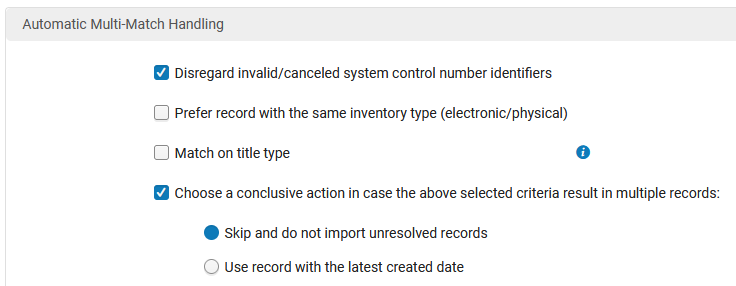 Automatic Multi-Match Handling
Disregard invalid/canceled system control number identifiers
Prefer record with the same inventory type (electronic/physical)
Match on title type
Choose a conclusive action in case the above selected criteria result in multiple records:
Skip and do not import unresolved records
Use record with the latest created date